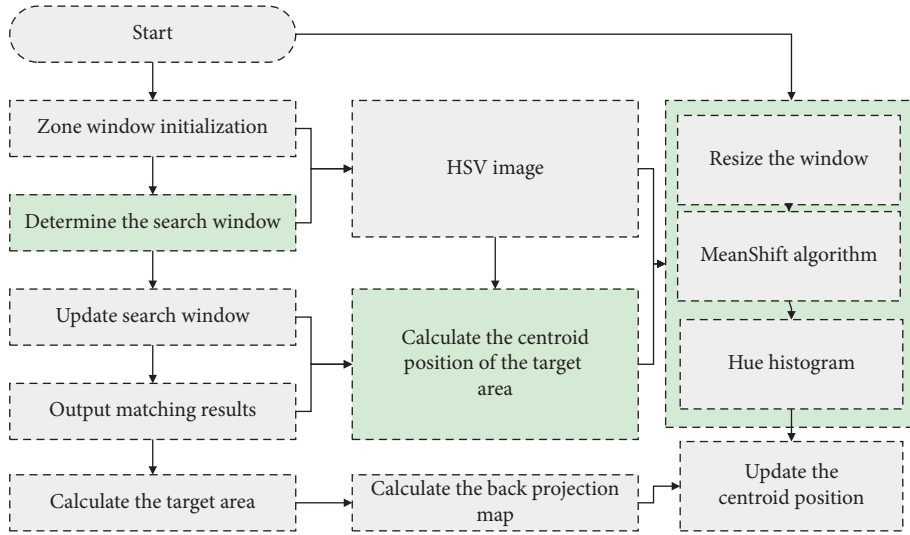 Start
Zone window initialization
Determine the search window
Update search window
Output matching results
Calculate the target area
HSV image
Calculate the centroid
position of the target
area
Calculate the back projection
map
Resize the window
MeanShift algorithm
Hue histogram
Update the
centroid position